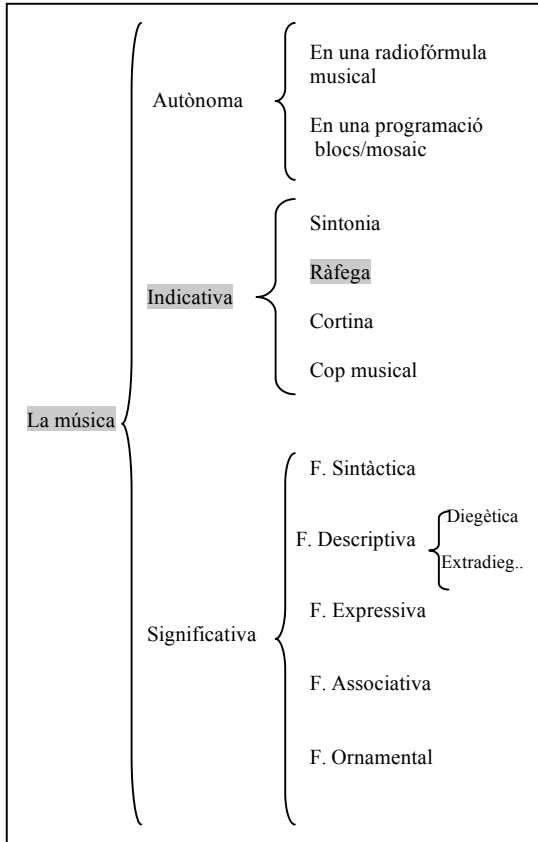 En una radiofórmula
musical
Autònoma
En una programació
blocs/mosaic
Sintonia
Ràfega
Indicativa
Cortina
Cop musical
La música
F. Sintàctica
Diegètica
F. Descriptiva
Extradieg..
F. Expressiva
Significativa
F. Associativa
F. Ornamental